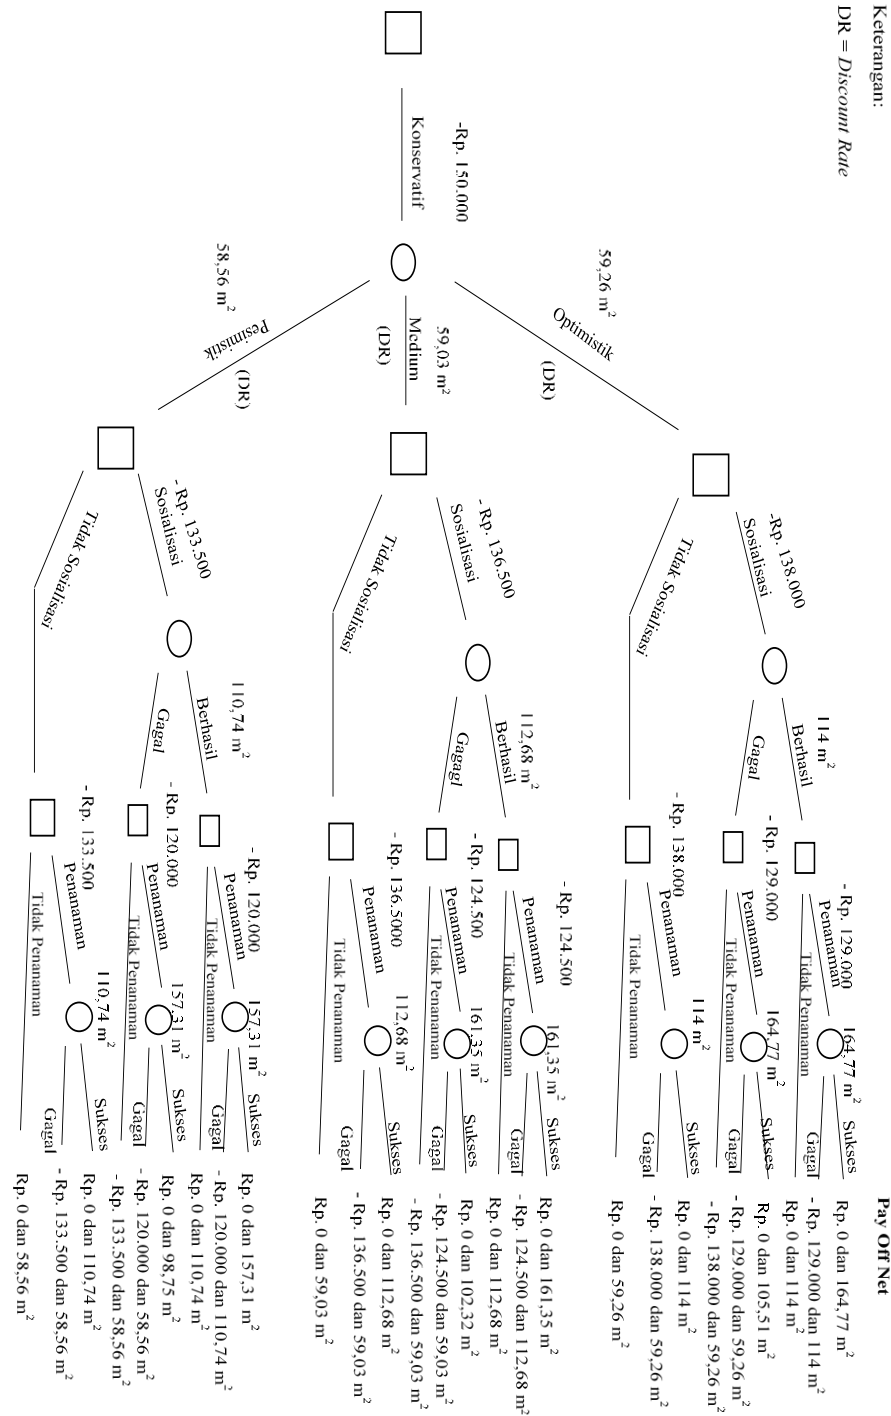 Keterangan:
DR = Discount Rate
Pay Off Net
-Rp. 150.000
Konservatif
59,26 m²
Optimistik
(DR)
-Rp. 138.000
Sosialisasi
Tidak Sosialisasi
114 m²
Berhasil
Gagal
- Rp. 129.000
Penanaman
Tidak Penanaman
164,77 m²
Sukses
Gagal
Rp. 0 dan 164,77 m²
- Rp. 129.000 dan 114 m²
Rp. 0 dan 114 m²
- Rp. 129.000
Penanaman
Tidak Penanaman
164,77 m²
Sukses
Gagal
Rp. 0 dan 105,51 m²
- Rp. 129.000 dan 59,26 m²
- Rp. 138.000 dan 59,26 m²
- Rp. 138.000
Penanaman
Tidak Penanaman
114 m²
Sukses
Gagal
Rp. 0 dan 114 m²
- Rp. 138.000 dan 59,26 m²
Rp. 0 dan 59,26 m²
59,03 m²
Medium
(DR)
- Rp. 136.500
Sosialisasi
Tidak Sosialisasi
112,68 m²
Berhasil
Gagagl
- Rp. 124.500
Penanaman
Tidak Penanaman
161,35 m²
Sukses
Gagal
Rp. 0 dan 161,35 m²
- Rp. 124.500 dan 112,68 m²
Rp. 0 dan 112,68 m²
- Rp. 124.500
Penanaman
Tidak Penanaman
161,35 m²
Sukses
Gagal
Rp. 0 dan 102,32 m²
- Rp. 124.500 dan 59,03 m²
- Rp. 136.500 dan 59,03 m²
- Rp. 136.5000
Penanaman
Tidak Penanaman
112,68 m²
Sukses
Gagal
Rp. 0 dan 112,68 m²
- Rp. 136.500 dan 59,03 m²
Rp. 0 dan 59,03 m²
58,56 m²
Pesimistik
(DR)
- Rp. 133.500
Sosialisasi
Tidak Sosialisasi
110,74 m²
Berhasil
Gagal
- Rp. 120.000
Penanaman
Tidak Penanaman
157,31 m²
Sukses
Gagal
Rp. 0 dan 157,31 m²
- Rp. 120.000 dan 110,74 m²
Rp. 0 dan 110,74 m²
- Rp. 120.000
Penanaman
Tidak Penanaman
157,31 m²
Sukses
Gagal
Rp. 0 dan 98,75 m²
- Rp. 120.000 dan 58,56 m²
- Rp. 133.500 dan 58,56 m²
- Rp. 133.500
Penanaman
Tidak Penanaman
110,74 m²
Sukses
Gagal
Rp. 0 dan 110,74 m²
- Rp. 133.500 dan 58,56 m²
Rp. 0 dan 58,56 m²